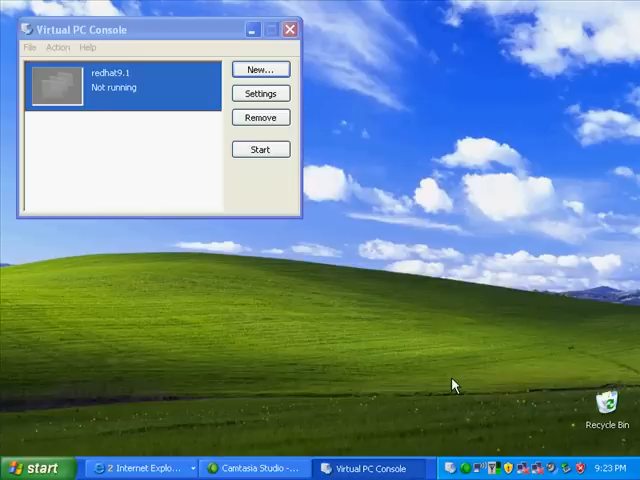 Virtual PC Console
File Action Help
redhat9.1
Not running
New...
Settings
Remove
Start
Recycle Bin
start
2 Internet Explo...
Camtasia Studio -...
Virtual PC Console
9:23 PM